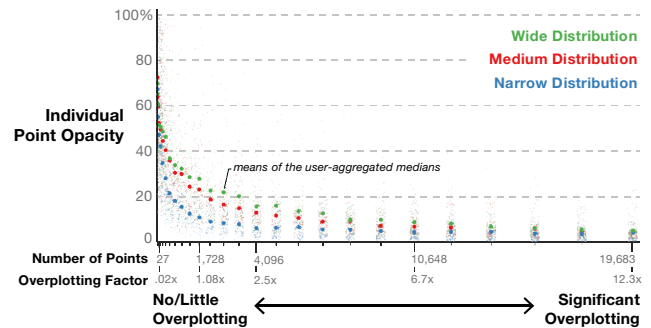 100%
80
60
40
20
0
Individual
Point Opacity
Wide Distribution
Medium Distribution
Narrow Distribution
means of the user-aggregated medians
Number of Points 27 1,728 4,096 10,648 19,683
Overplotting Factor .02x 1.08x 2.5x 6.7x 12.3x
No/Little
Overplotting
Significant
Overplotting